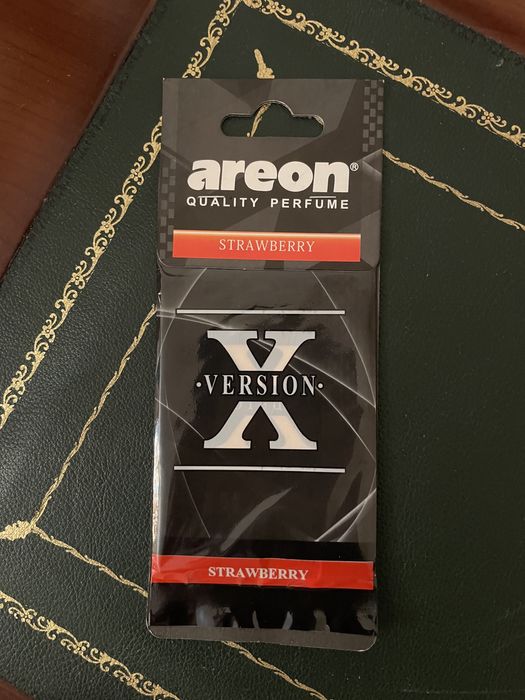 areon®
QUALITY PERFUME
STRAWBERRY
X
·VERSION·
STRAWBERRY